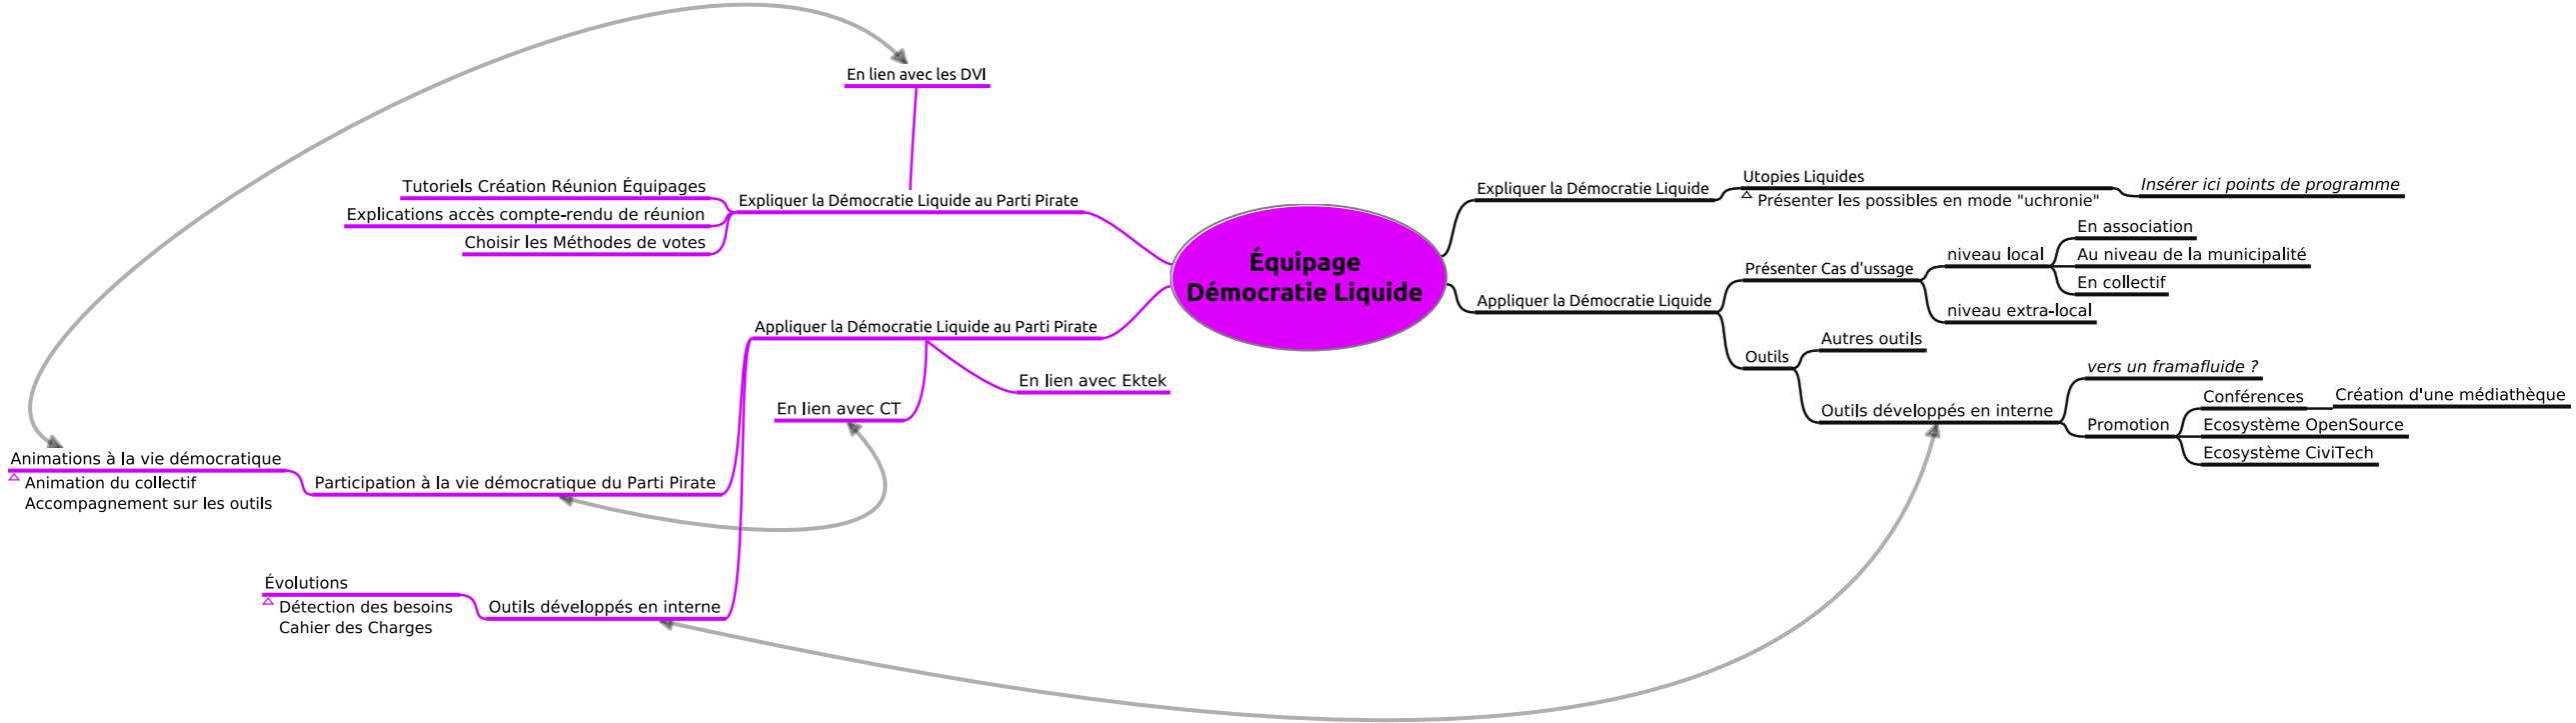 Équipage
Démocratie Liquide
En lien avec les DVI
Expliquer la Démocratie Liquide au Parti Pirate
Tutoriels Création Réunion Équipages
Explications accès compte-rendu de réunion
Choisir les Méthodes de votes
Appliquer la Démocratie Liquide au Parti Pirate
En lien avec Ektek
En lien avec CT
Participation à la vie démocratique du Parti Pirate
Animations à la vie démocratique
Animation du collectif
Accompagnement sur les outils
Outils développés en interne
Évolutions
Détection des besoins
Cahier des Charges
Expliquer la Démocratie Liquide
Utopies Liquides
Présenter les possibles en mode "uchronie"
Insérer ici points de programme
Appliquer la Démocratie Liquide
Présenter Cas d'ussage
niveau local
En association
Au niveau de la municipalité
En collectif
niveau extra-local
Outils
Autres outils
Outils développés en interne
vers un framafluide ?
Promotion
Conférences
Création d'une médiathèque
Ecosystème OpenSource
Ecosystème CiviTech